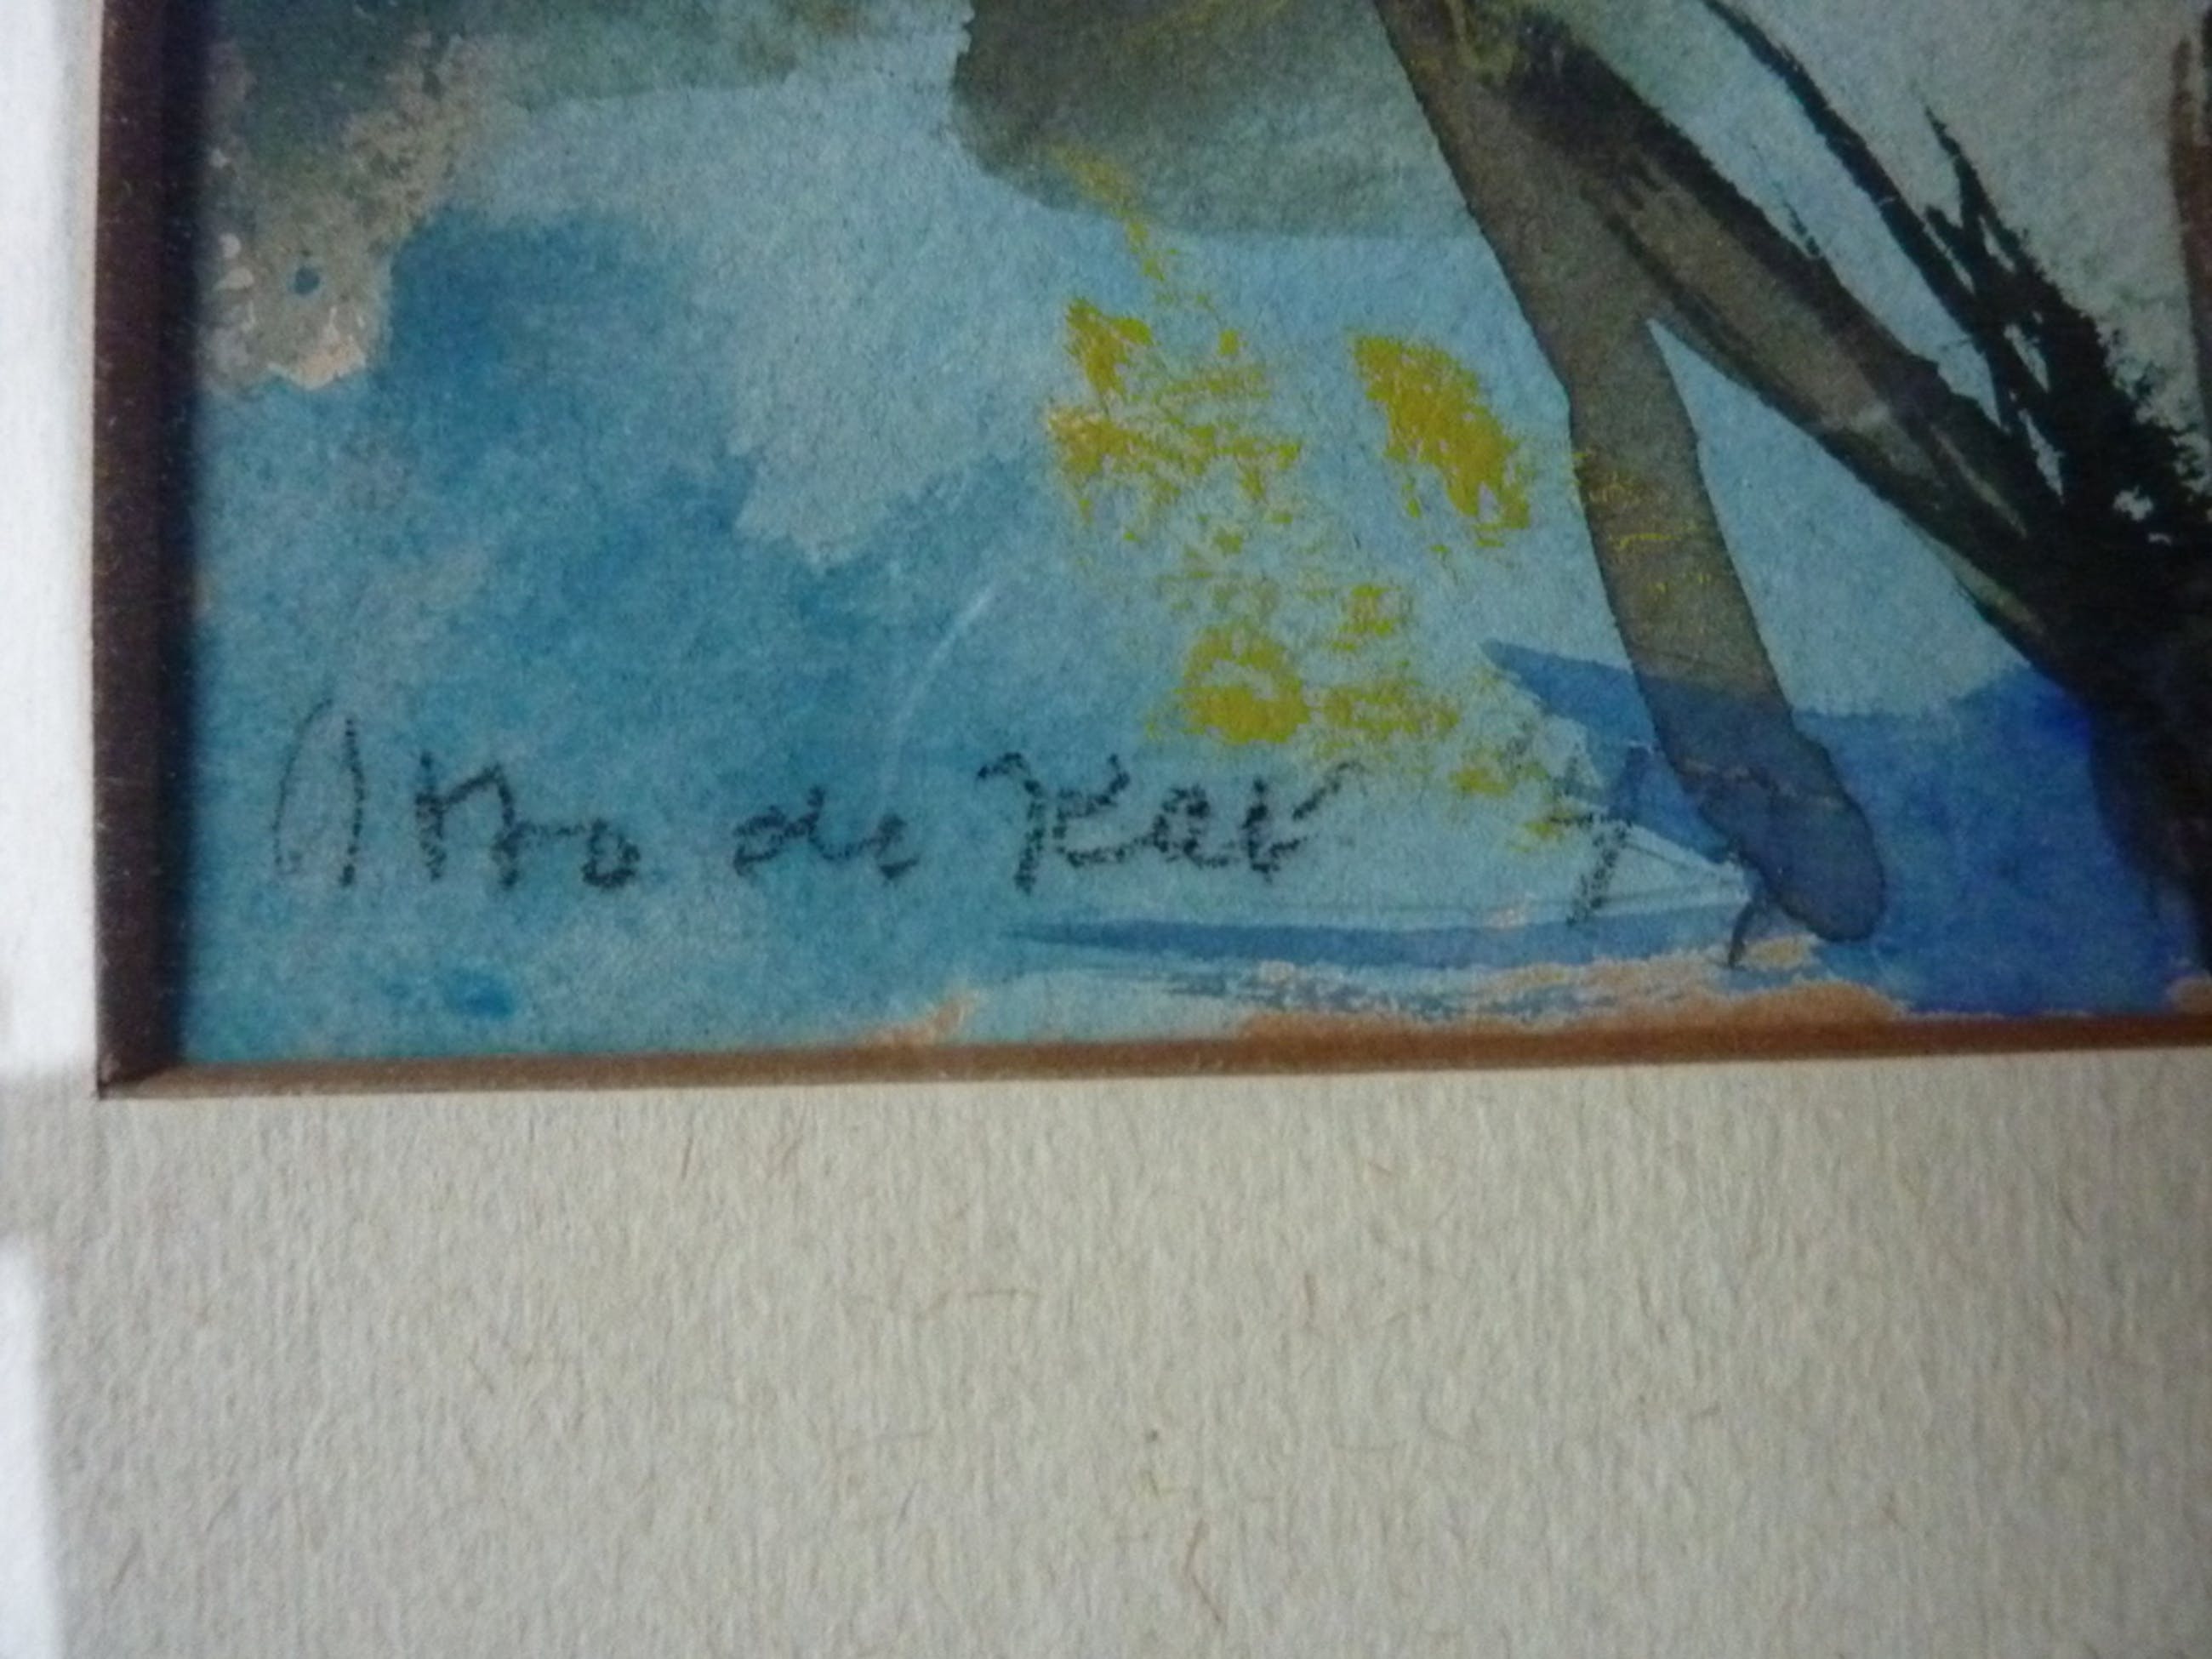 Otto de Kat